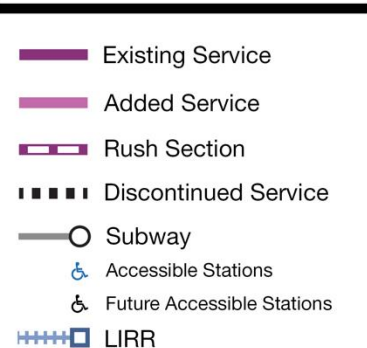 Existing Service
Added Service
Rush Section
Discontinued Service
Subway
Accessible Stations
Future Accessible Stations
LIRR